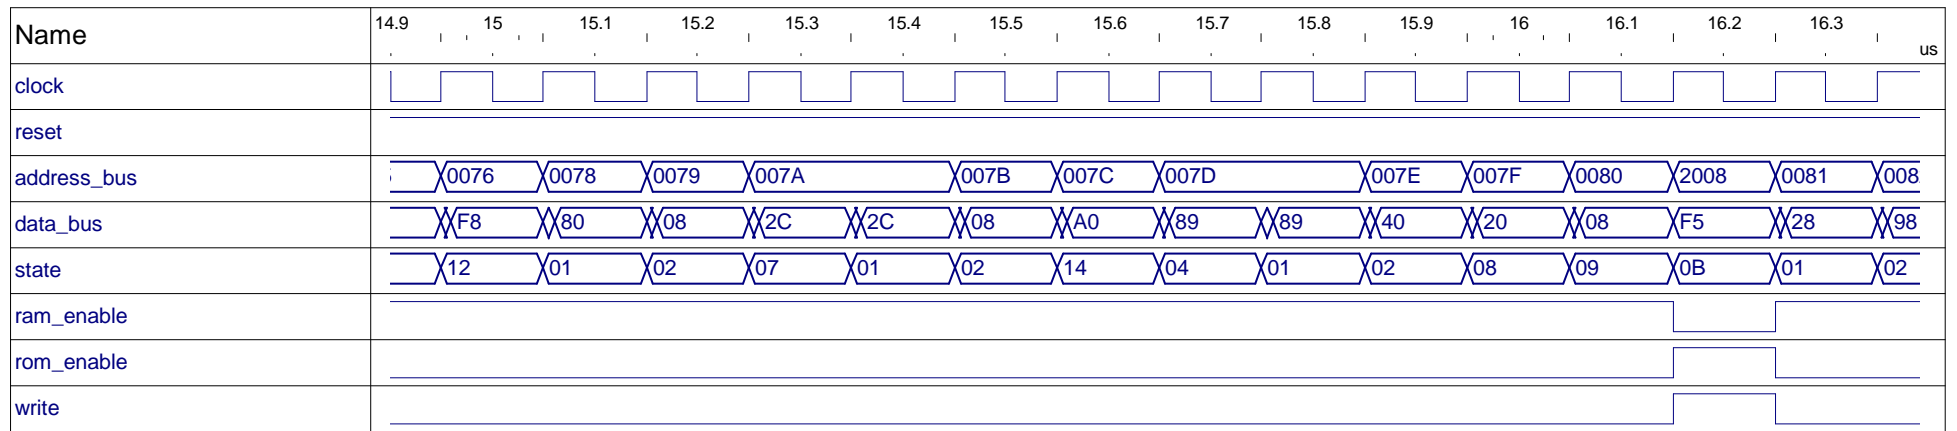 Name 14.9 15 15.1 15.2 15.3 15.4 15.5 15.6 15.7 15.8 15.9 16 16.1 16.2 16.3
us
clock
reset
address_bus 0076 0078 0079 007A 007B 007C 007D 007E 007F 0080 2008 0081 008
data_bus F8 80 08 2C 2C 08 A0 89 89 40 20 08 F5 28 98
state 12 01 02 07 01 02 14 04 01 02 08 09 0B 01 02
ram_enable
rom_enable
write